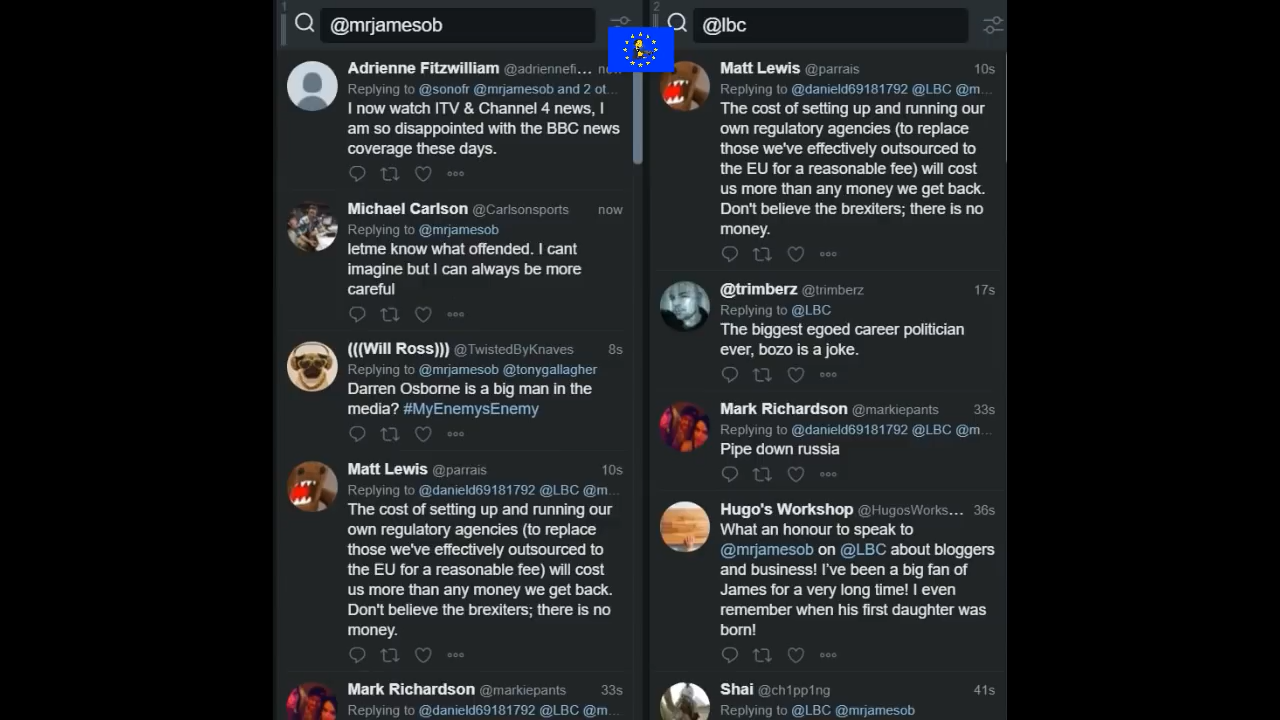 1
@mrjamesob
Adrienne Fitzwilliam @adriennefi... now
Replying to @sonofr @mrjamesob and 2 ot...
I now watch ITV & Channel 4 news, I
am so disappointed with the BBC news
coverage these days.
Michael Carlson @Carlsonsports now
Replying to @mrjamesob
letme know what offended. I cant
imagine but I can always be more
careful
(((Will Ross))) @TwistedByKnaves 8s
Replying to @mrjamesob @tonygallagher
Darren Osborne is a big man in the
media? #MyEnemysEnemy
Matt Lewis @parrais 10s
Replying to @danield69181792 @LBC @m...
The cost of setting up and running our
own regulatory agencies (to replace
those we've effectively outsourced to
the EU for a reasonable fee) will cost
us more than any money we get back.
Don't believe the brexiters; there is no
money.
Mark Richardson @markiepants 33s
Replying to @danield69181792 @LBC @m...
2
@lbc
Matt Lewis @parrais 10s
Replying to @danield69181792 @LBC @m...
The cost of setting up and running our
own regulatory agencies (to replace
those we've effectively outsourced to
the EU for a reasonable fee) will cost
us more than any money we get back.
Don't believe the brexiters; there is no
money.
@trimberz @trimberz 17s
Replying to @LBC
The biggest egoed career politician
ever, bozo is a joke.
Mark Richardson @markiepants 33s
Replying to @danield69181792 @LBC @m...
Pipe down russia
Hugo's Workshop @HugosWorks... 36s
What an honour to speak to
@mrjamesob on @LBC about bloggers
and business! I've been a big fan of
James for a very long time! I even
remember when his first daughter was
born!
Shai @ch1pp1ng 41s
Replying to @LBC @mrjamesob